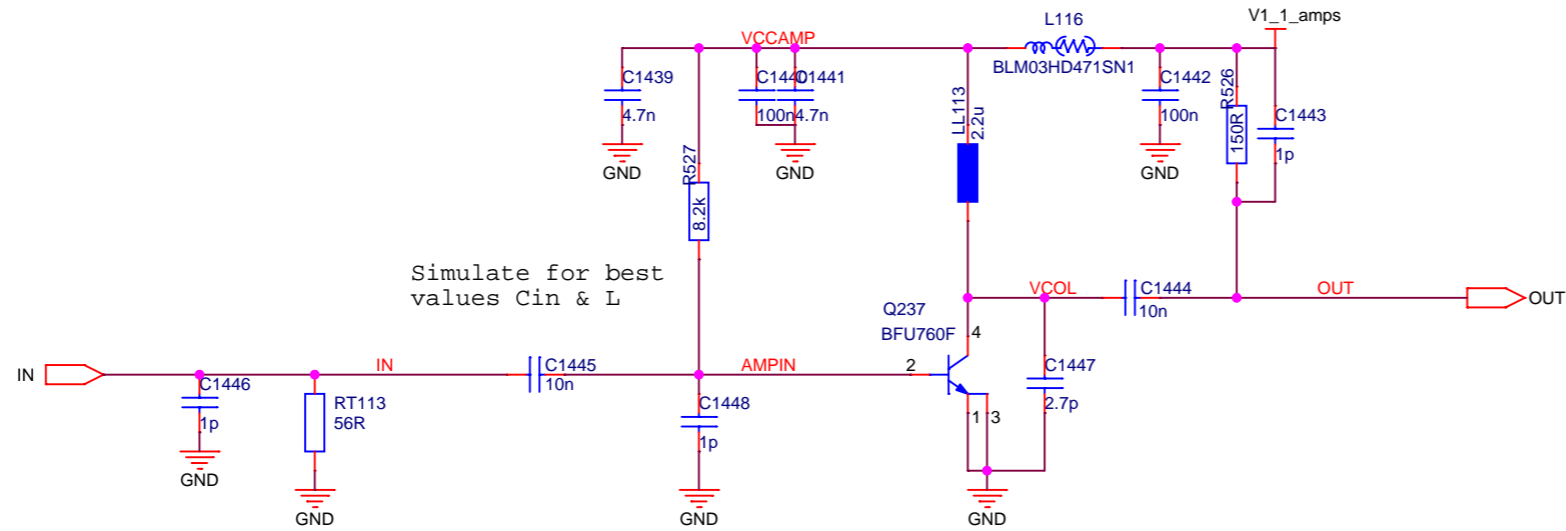 V1_1_amps
L116
VCCAMP
BLM03HD471SN1
C1439
4.7n
C1440
100n
C1441
4.7n
LL113
2.2u
C1442
100n
R526
150R
C1443
1p
GND
GND
GND
R527
8.2k
Simulate for best
values Cin & L
VCOL
C1444
10n
OUT
OUT
Q237
BFU760F
4
IN
IN
C1445
10n
AMPIN
2
C1446
1p
RT113
56R
C1448
1p
1
3
C1447
2.7p
GND
GND
GND
GND